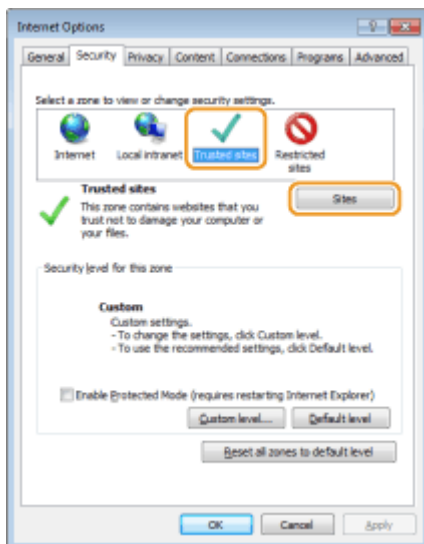 Internet Options
General Security Privacy Content Connections Programs Advanced
Select a zone to view or change security settings.
Internet Local intranet Trusted sites Restricted sites
Trusted sites
Sites
This zone contains websites that you
trust not to damage your computer or
your files.
Security level for this zone
Custom
Custom settings.
- To change the settings, click Custom level.
- To use the recommended settings, click Default level.
Enable Protected Mode (requires restarting Internet Explorer)
Custom level... Default level
Reset all zones to default level
OK Cancel Apply